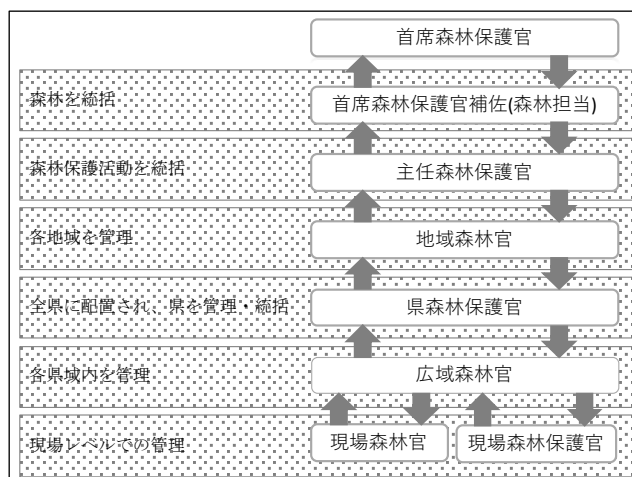 首席森林保護官
森林を統括
首席森林保護官補佐(森林担当)
森林保護活動を統括
主任森林保護官
各地域を管理
地域森林官
全県に配置され、県を管理・統括
県森林保護官
各県域内を管理
広域森林官
現場レベルでの管理
現場森林官
現場森林保護官